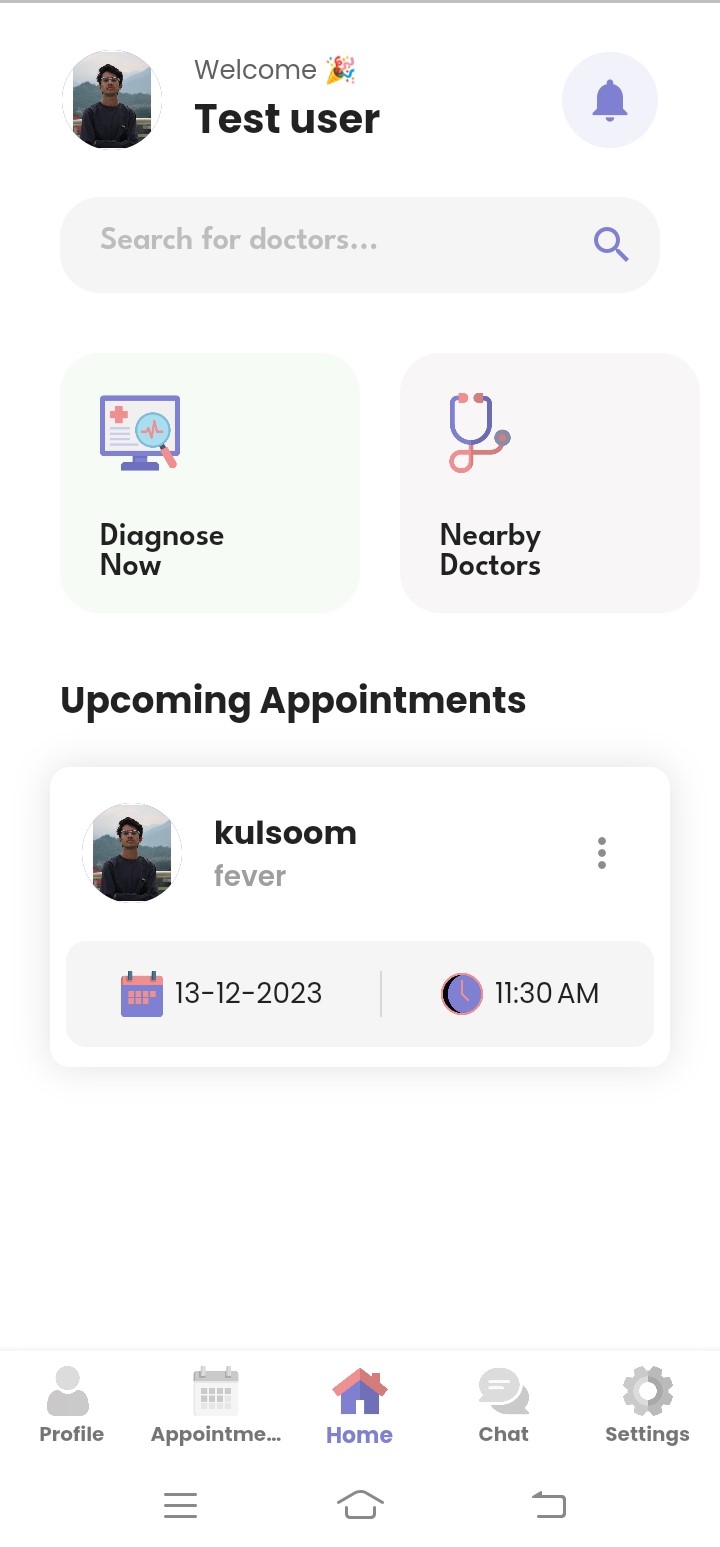 Welcome 🎉
Test user
Search for doctors...
Diagnose
Now
Nearby
Doctors
Upcoming Appointments
kulsoom
fever
13-12-2023
11:30 AM
Profile
Appointme...
Home
Chat
Settings